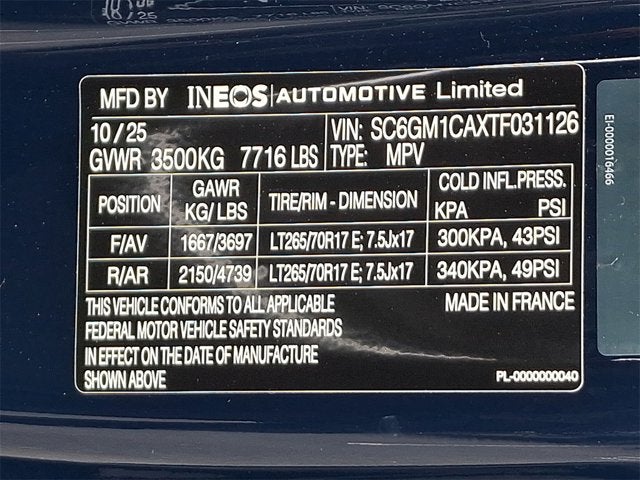 MFD BY INEOS | AUTOMOTIVE Limited
10 / 25
VIN: SC6GM1CAXTF031126
GVWR 3500KG 7716 LBS
TYPE: MPV
POSITION GAWR KG/ LBS TIRE/RIM - DIMENSION COLD INFL.PRESS. KPA PSI
F/AV 1667/3697 LT265/70R17 E; 7.5Jx17 300KPA, 43PSI
R/AR 2150/4739 LT265/70R17 E; 7.5Jx17 340KPA, 49PSI
THIS VEHICLE CONFORMS TO ALL APPLICABLE
FEDERAL MOTOR VEHICLE SAFETY STANDARDS
IN EFFECT ON THE DATE OF MANUFACTURE
SHOWN ABOVE
MADE IN FRANCE
PL-0000000040
EI-0000016466